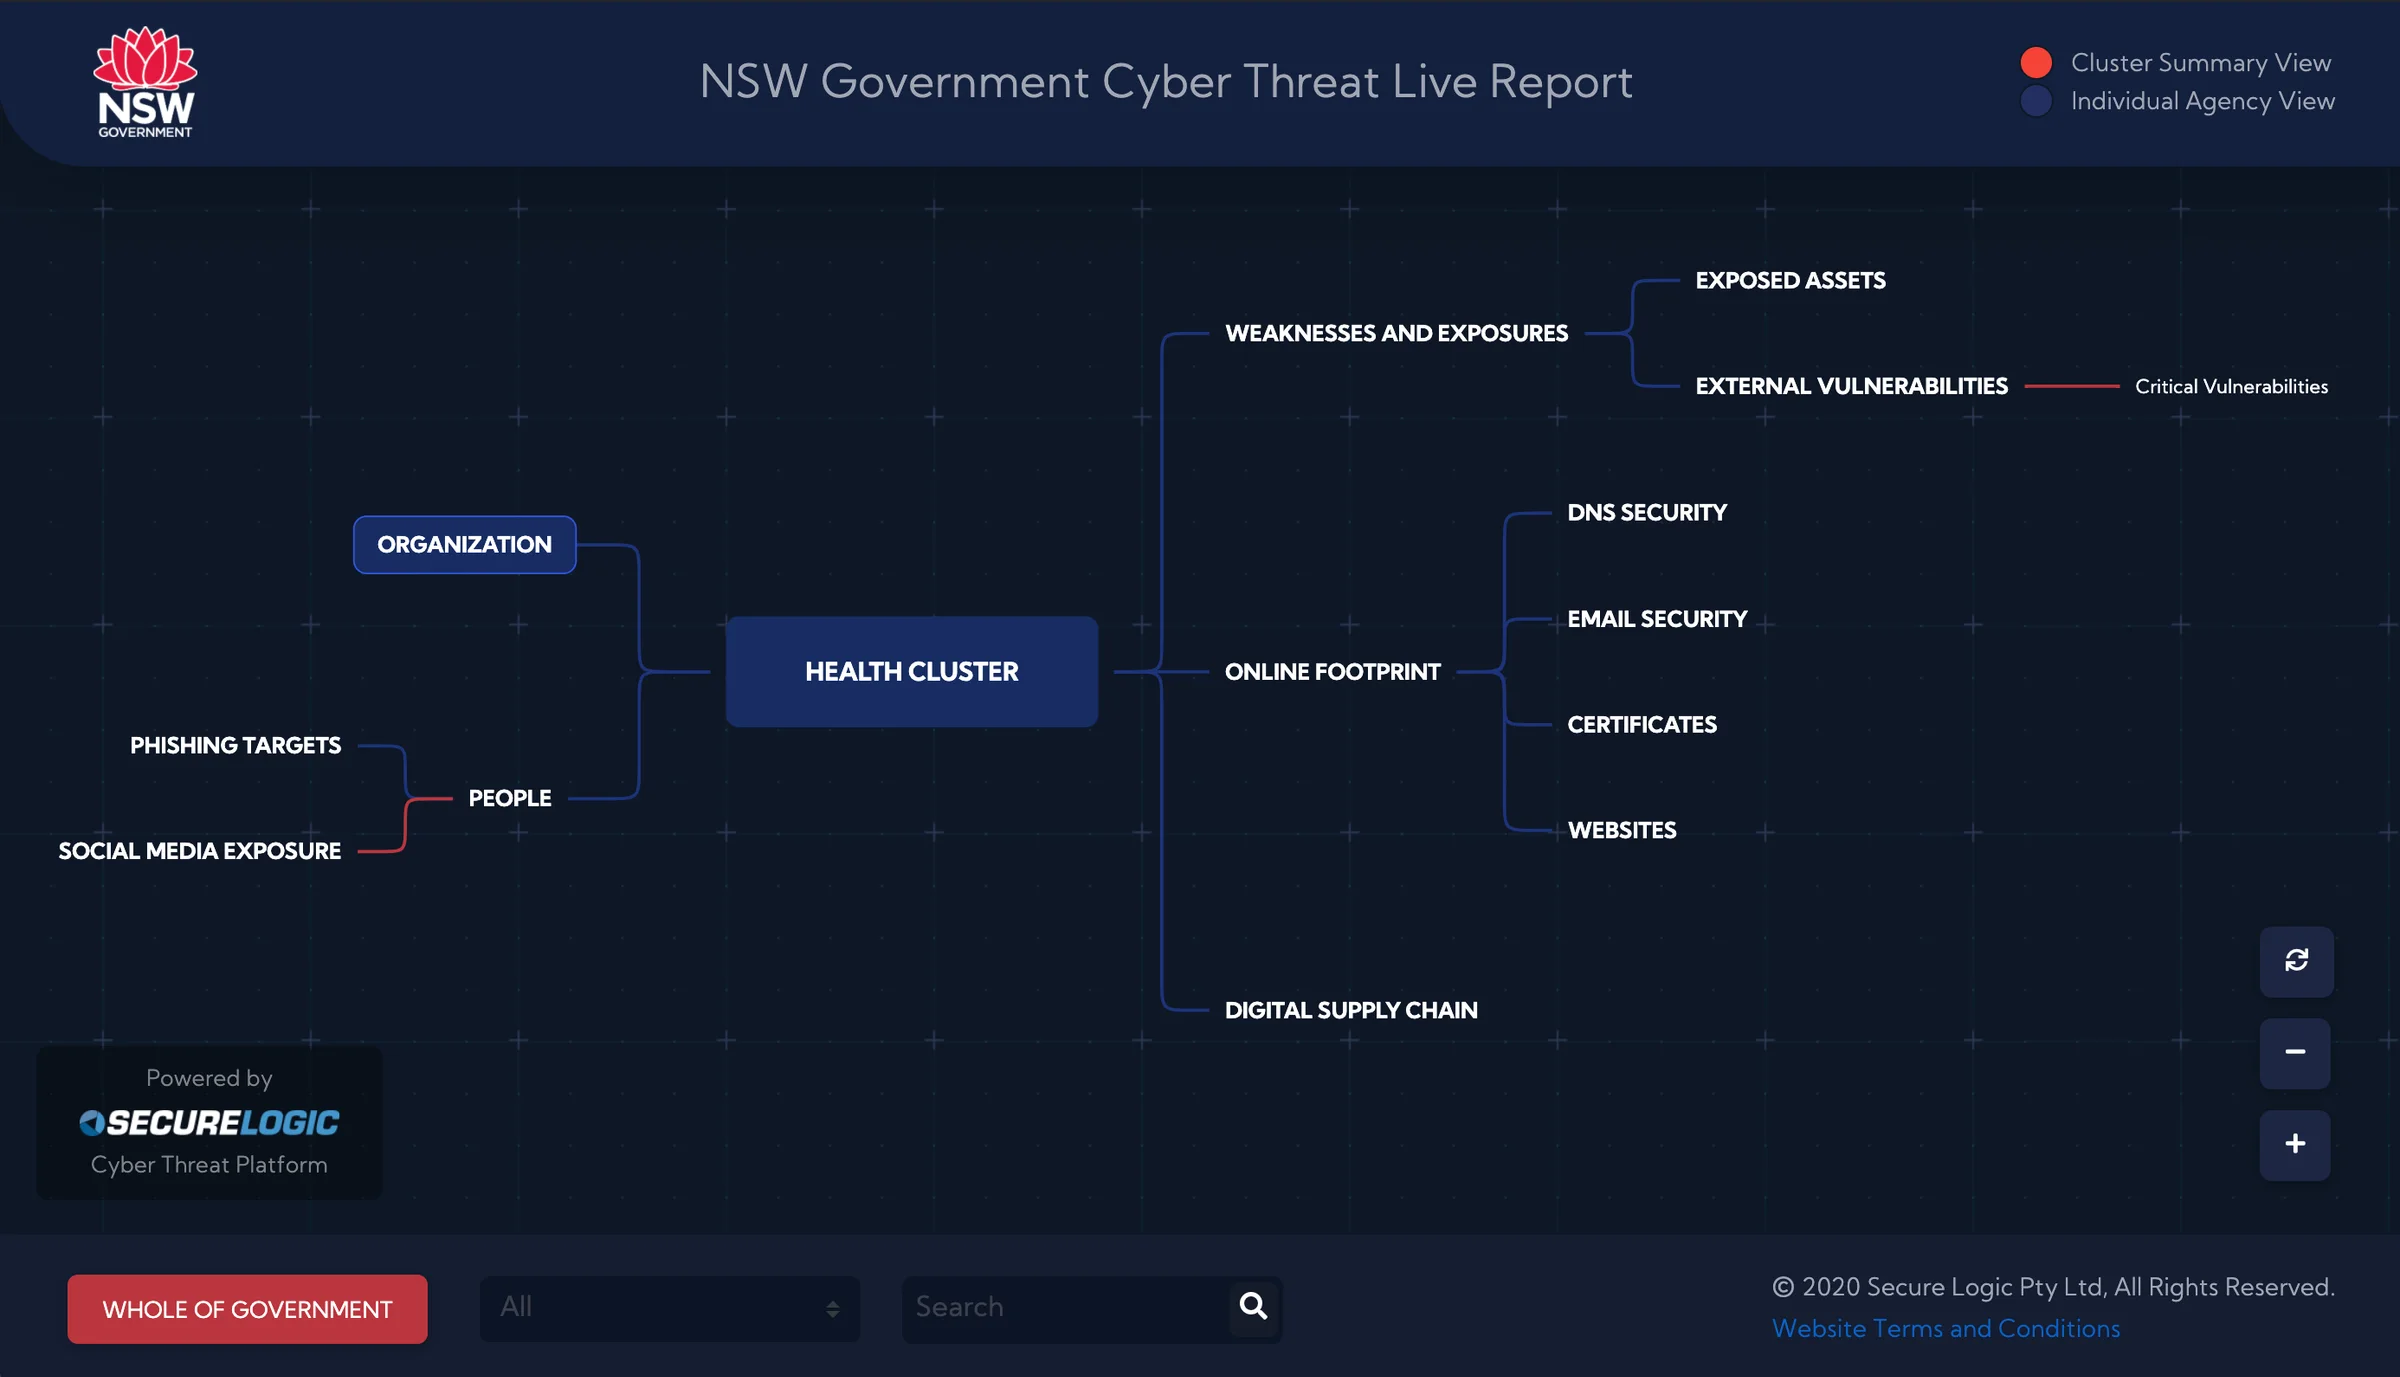 NSW
GOVERNMENT
NSW Government Cyber Threat Live Report
Cluster Summary View
Individual Agency View
EXPOSED ASSETS
WEAKNESSES AND EXPOSURES
EXTERNAL VULNERABILITIES
Critical Vulnerabilities
DNS SECURITY
ORGANIZATION
EMAIL SECURITY
HEALTH CLUSTER
ONLINE FOOTPRINT
CERTIFICATES
PHISHING TARGETS
PEOPLE
WEBSITES
SOCIAL MEDIA EXPOSURE
DIGITAL SUPPLY CHAIN
Powered by
SECURELOGIC
Cyber Threat Platform
WHOLE OF GOVERNMENT
All
Search
© 2020 Secure Logic Pty Ltd, All Rights Reserved.
Website Terms and Conditions